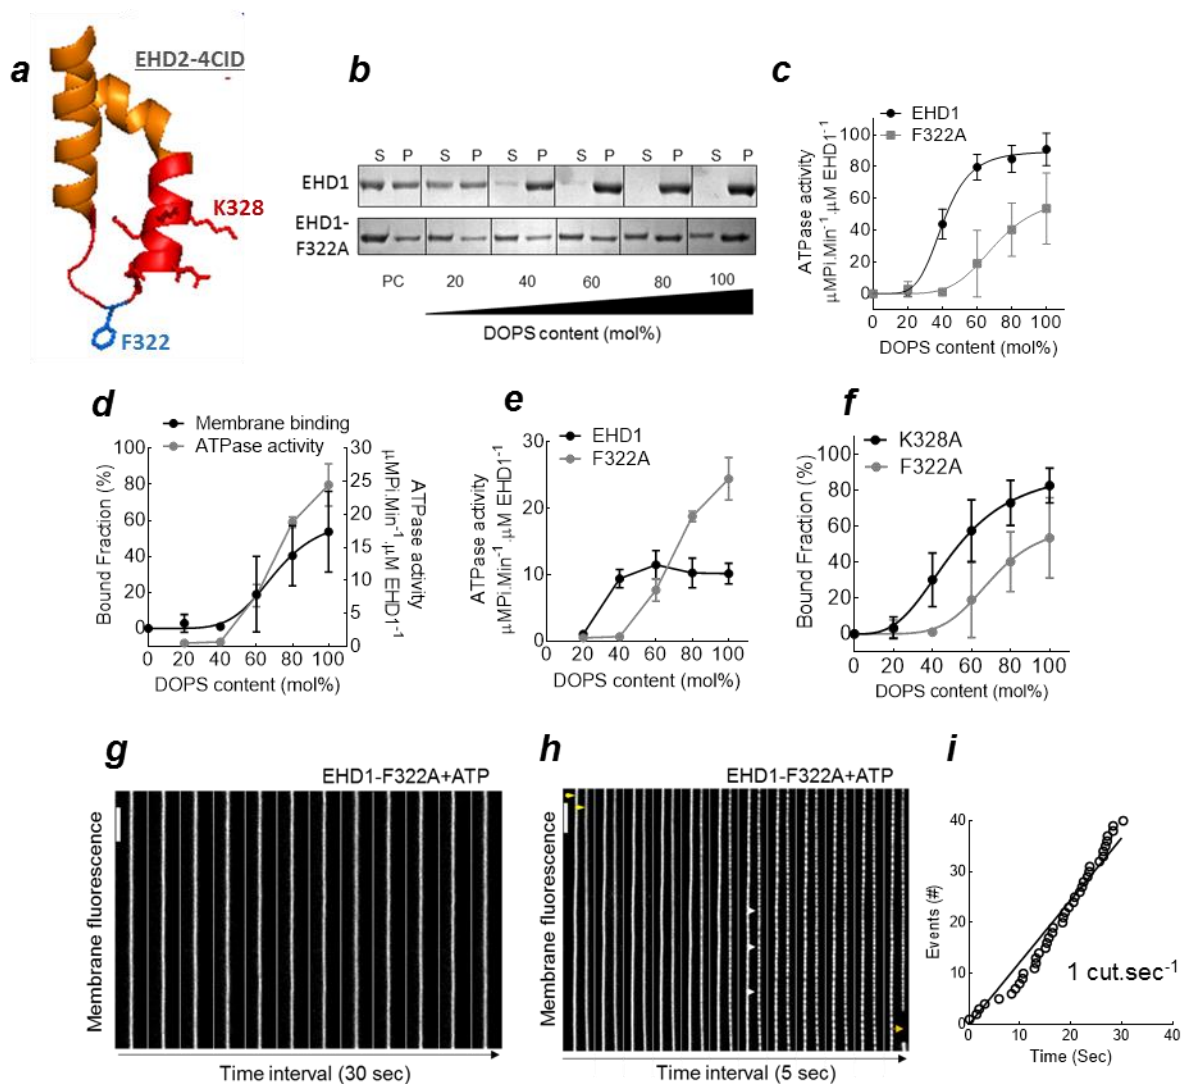 a
EHD2-4CID
K328
F322
b
S P S P S P S P S P S P
EHD1
EHD1-
F322A
PC 20 40 60 80 100
DOPS content (mol%)
c
EHD1
F322A
ATPase activity
µMPi.Min-1.µM EHD1-1
100
80
60
40
20
0
0 20 40 60 80 100
DOPS content (mol%)
d
Membrane binding
ATPase activity
Bound Fraction (%)
100
80
60
40
20
0
30
25
20
15
10
5
0
ATPase activity
µMPi.Min-1.µM EHD1-1
0 20 40 60 80 100
DOPS content (mol%)
e
EHD1
F322A
ATPase activity
µMPi.Min-1.µM EHD1-1
30
20
10
0
0 20 40 60 80 100
DOPS content (mol%)
f
K328A
F322A
Bound Fraction (%)
100
80
60
40
20
0
0 20 40 60 80 100
DOPS content (mol%)
g
EHD1-F322A+ATP
Membrane fluorescence
Time interval (30 sec)
h
EHD1-F322A+ATP
Membrane fluorescence
Time interval (5 sec)
i
Events (#)
40
30
20
10
0
1 cut.sec-1
0 10 20 30 40
Time (Sec)